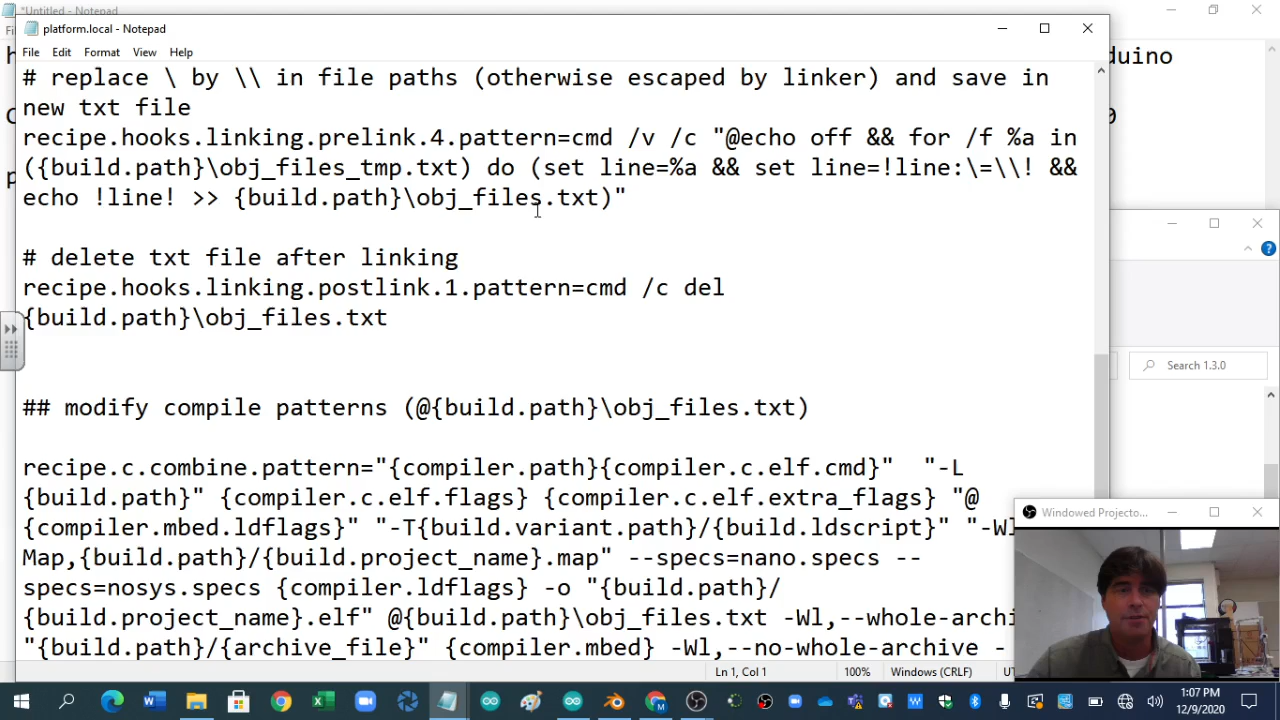 *Untitled - Notepad
platform.local - Notepad
File Edit Format View Help
# replace \ by \\ in file paths (otherwise escaped by linker) and save in
new txt file
recipe.hooks.linking.prelink.4.pattern=cmd /v /c "@echo off && for /f %a in
({build.path}\obj_files_tmp.txt) do (set line=%a && set line=!line:\=\\! &&
echo !line! >> {build.path}\obj_files.txt)"
# delete txt file after linking
recipe.hooks.linking.postlink.1.pattern=cmd /c del
{build.path}\obj_files.txt
## modify compile patterns (@{build.path}\obj_files.txt)
recipe.c.combine.pattern="{compiler.path}{compiler.c.elf.cmd}"  "-L
{build.path}" {compiler.c.elf.flags} {compiler.c.elf.extra_flags} "@
{compiler.mbed.ldflags}" "-T{build.variant.path}/{build.ldscript}" "-Wl
Map,{build.path}/{build.project_name}.map" --specs=nano.specs --
specs=nosys.specs {compiler.ldflags} -o "{build.path}/
{build.project_name}.elf" @{build.path}\obj_files.txt -Wl,--whole-archi
"{build.path}/{archive_file}" {compiler.mbed} -Wl,--no-whole-archive -
Ln 1, Col 1 100% Windows (CRLF)
duino
Search 1.3.0
Windowed Projecto...
1:07 PM
12/9/2020